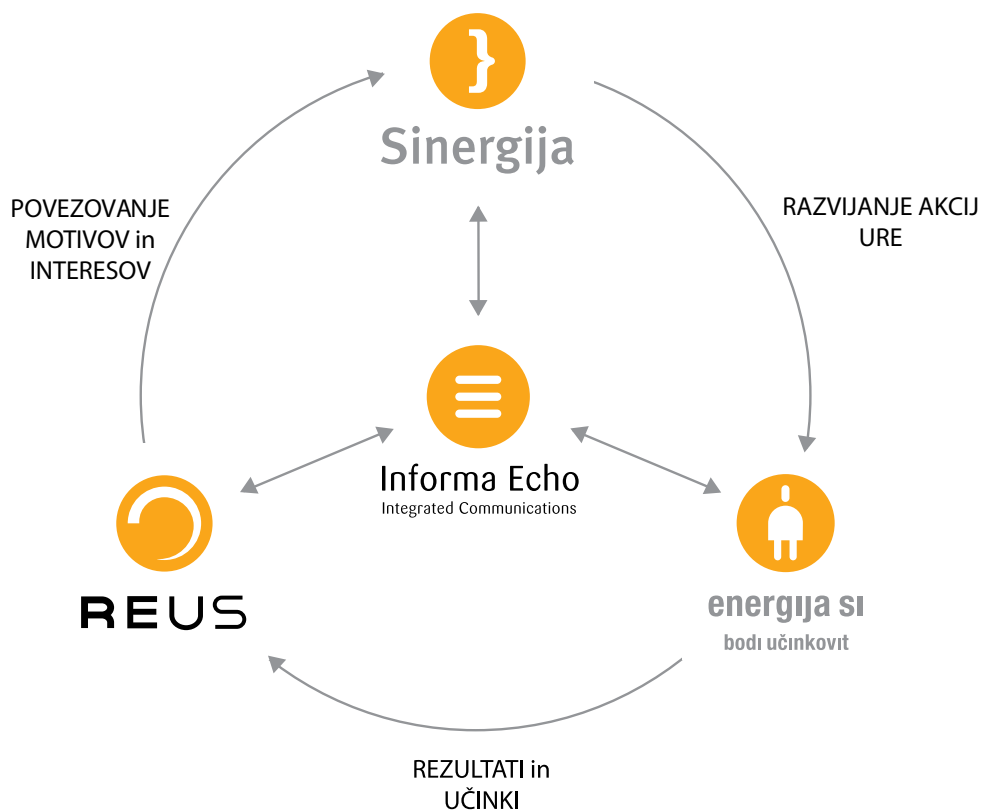 }
Sinergija
POVEZOVANJE
MOTIVOV in
INTERESOV
RAZVIJANJE AKCIJ
URE
Informa Echo
Integrated Communications
REUS
energija si
bodi učinkovit
REZULTATI in
UČINKI